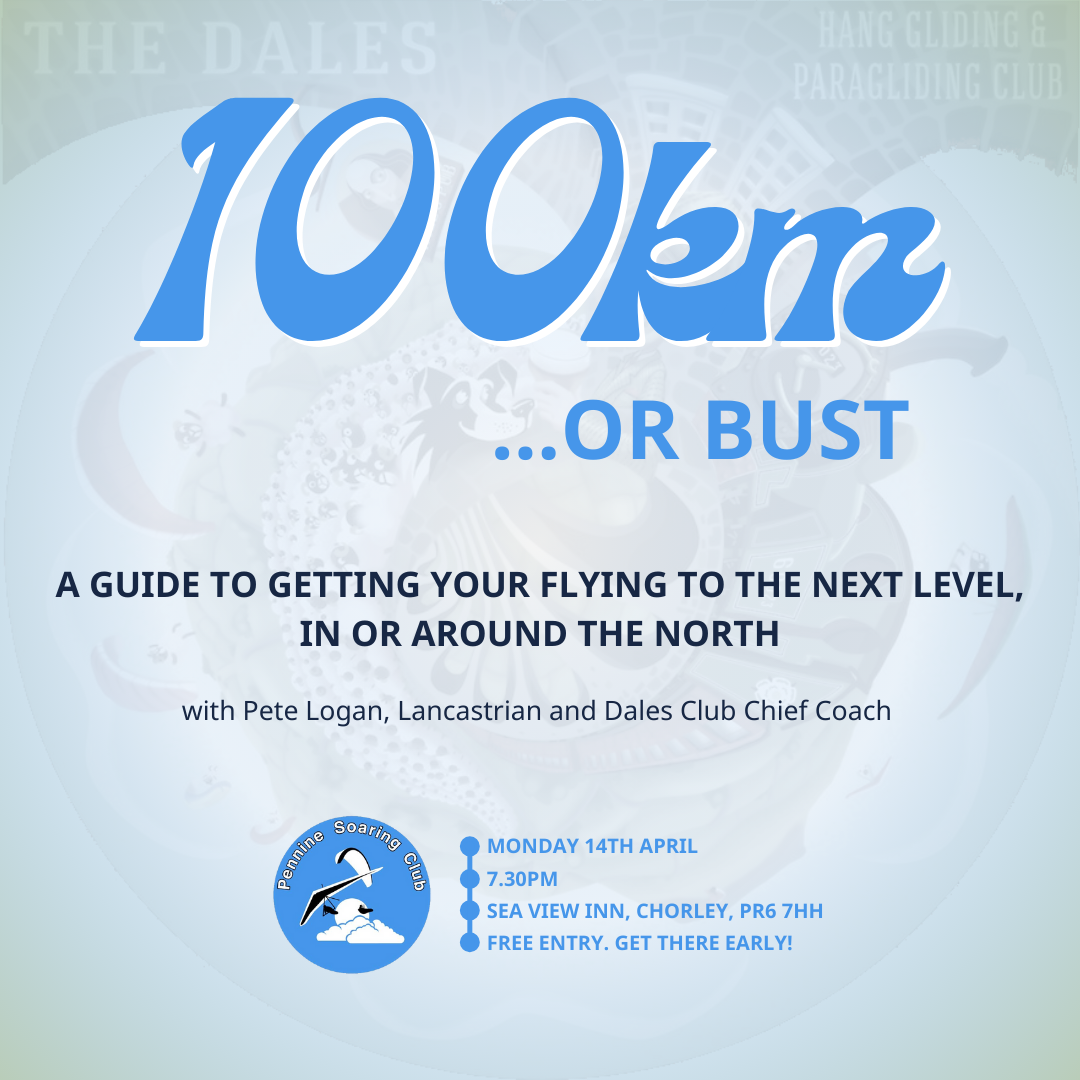 THE DALES
HANG GLIDING &
PARAGLIDING CLUB
100km
...OR BUST
A GUIDE TO GETTING YOUR FLYING TO THE NEXT LEVEL,
IN OR AROUND THE NORTH
with Pete Logan, Lancastrian and Dales Club Chief Coach
Pennine Soaring Club
MONDAY 14TH APRIL
7.30PM
SEA VIEW INN, CHORLEY, PR6 7HH
FREE ENTRY. GET THERE EARLY!